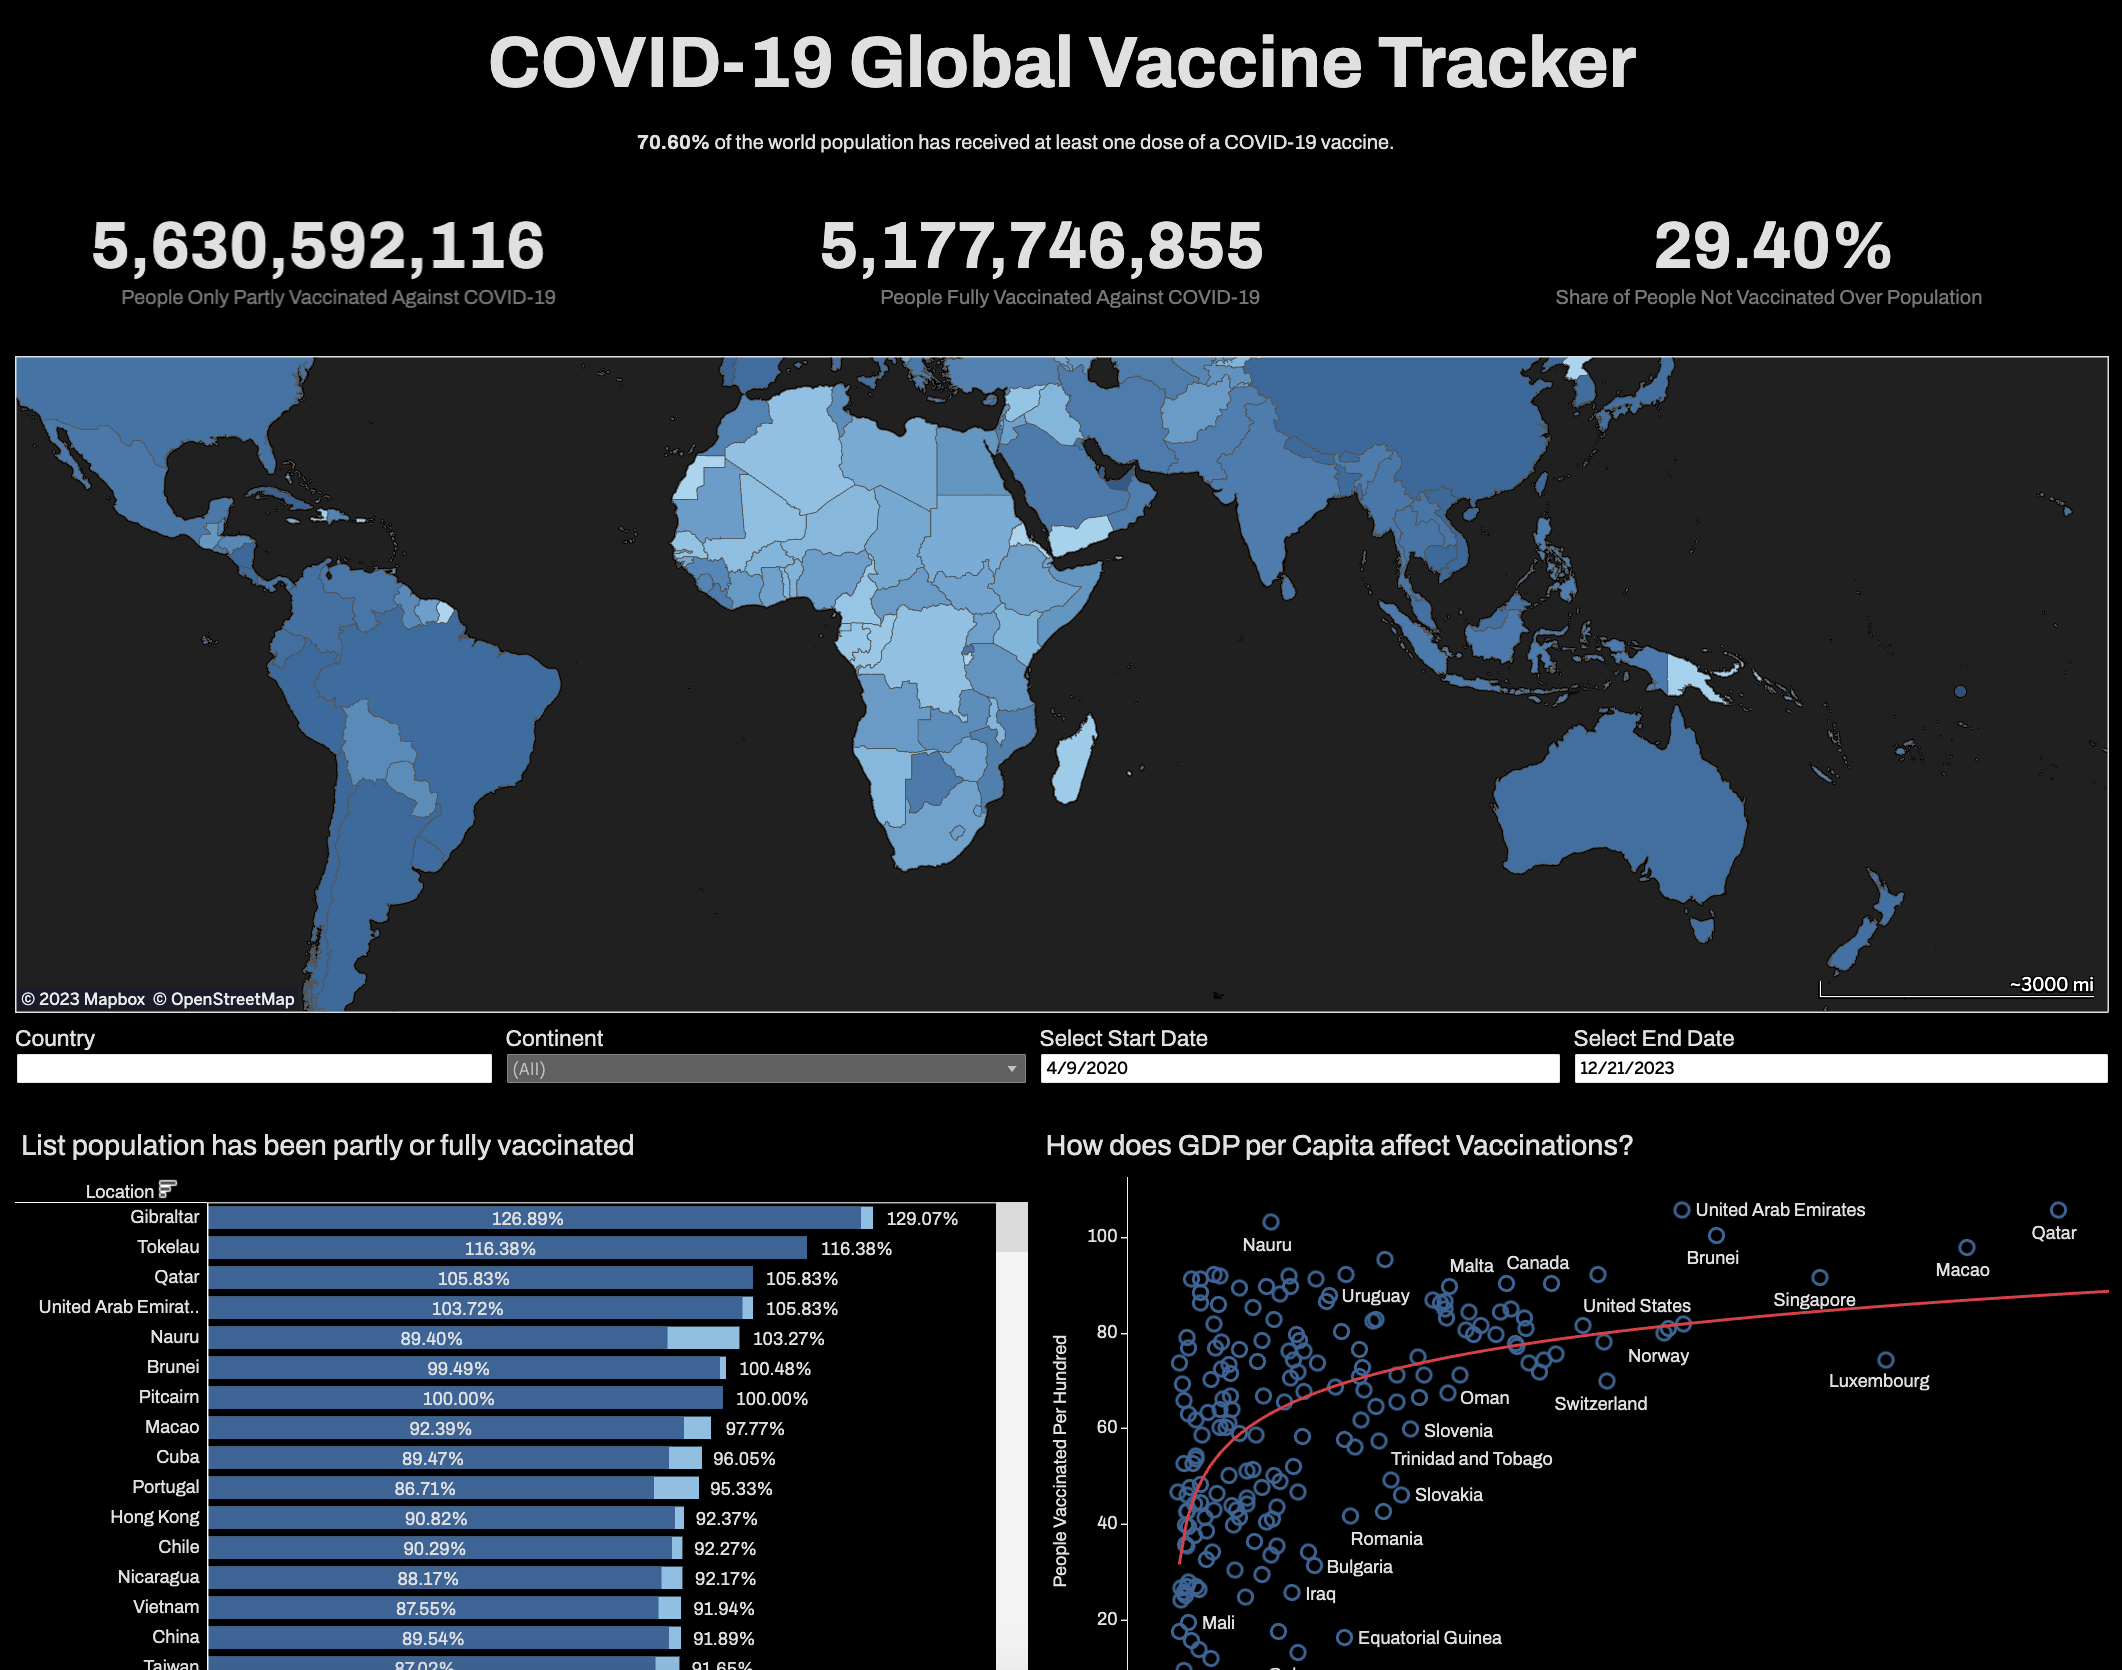 COVID-19 Global Vaccine Tracker
70.60% of the world population has received at least one dose of a COVID-19 vaccine.
5,630,592,116
People Only Partly Vaccinated Against COVID-19
5,177,746,855
People Fully Vaccinated Against COVID-19
29.40%
Share of People Not Vaccinated Over Population
© 2023 Mapbox © OpenStreetMap
~3000 mi
Country
Continent
(All)
Select Start Date
4/9/2020
Select End Date
12/21/2023
List population has been partly or fully vaccinated
Location
Gibraltar 126.89% 129.07%
Tokelau 116.38% 116.38%
Qatar 105.83% 105.83%
United Arab Emirat.. 103.72% 105.83%
Nauru 89.40% 103.27%
Brunei 99.49% 100.48%
Pitcairn 100.00% 100.00%
Macao 92.39% 97.77%
Cuba 89.47% 96.05%
Portugal 86.71% 95.33%
Hong Kong 90.82% 92.37%
Chile 90.29% 92.27%
Nicaragua 88.17% 92.17%
Vietnam 87.55% 91.94%
China 89.54% 91.89%
Taiwan 87.02% 91.65%
How does GDP per Capita affect Vaccinations?
People Vaccinated Per Hundred
100
80
60
40
20
United Arab Emirates
Qatar
Nauru
Brunei
Malta
Canada
Macao
Uruguay
United States
Singapore
Norway
Luxembourg
Oman
Switzerland
Slovenia
Trinidad and Tobago
Slovakia
Romania
Bulgaria
Iraq
Mali
Equatorial Guinea